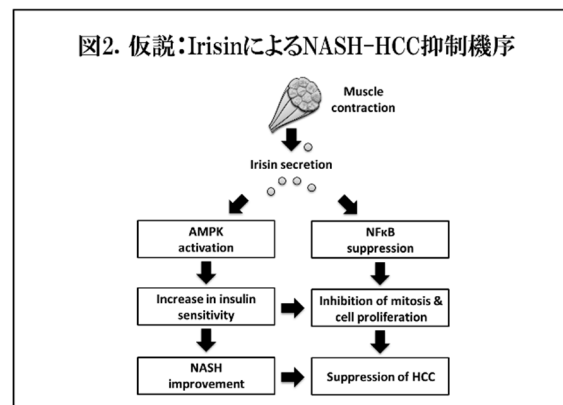 図2. 仮説：IrisinによるNASH-HCC抑制機序
Muscle
contraction
Irisin secretion
AMPK
activation
NFκB
suppression
Increase in insulin
sensitivity
Inhibition of mitosis &
cell proliferation
NASH
improvement
Suppression of HCC